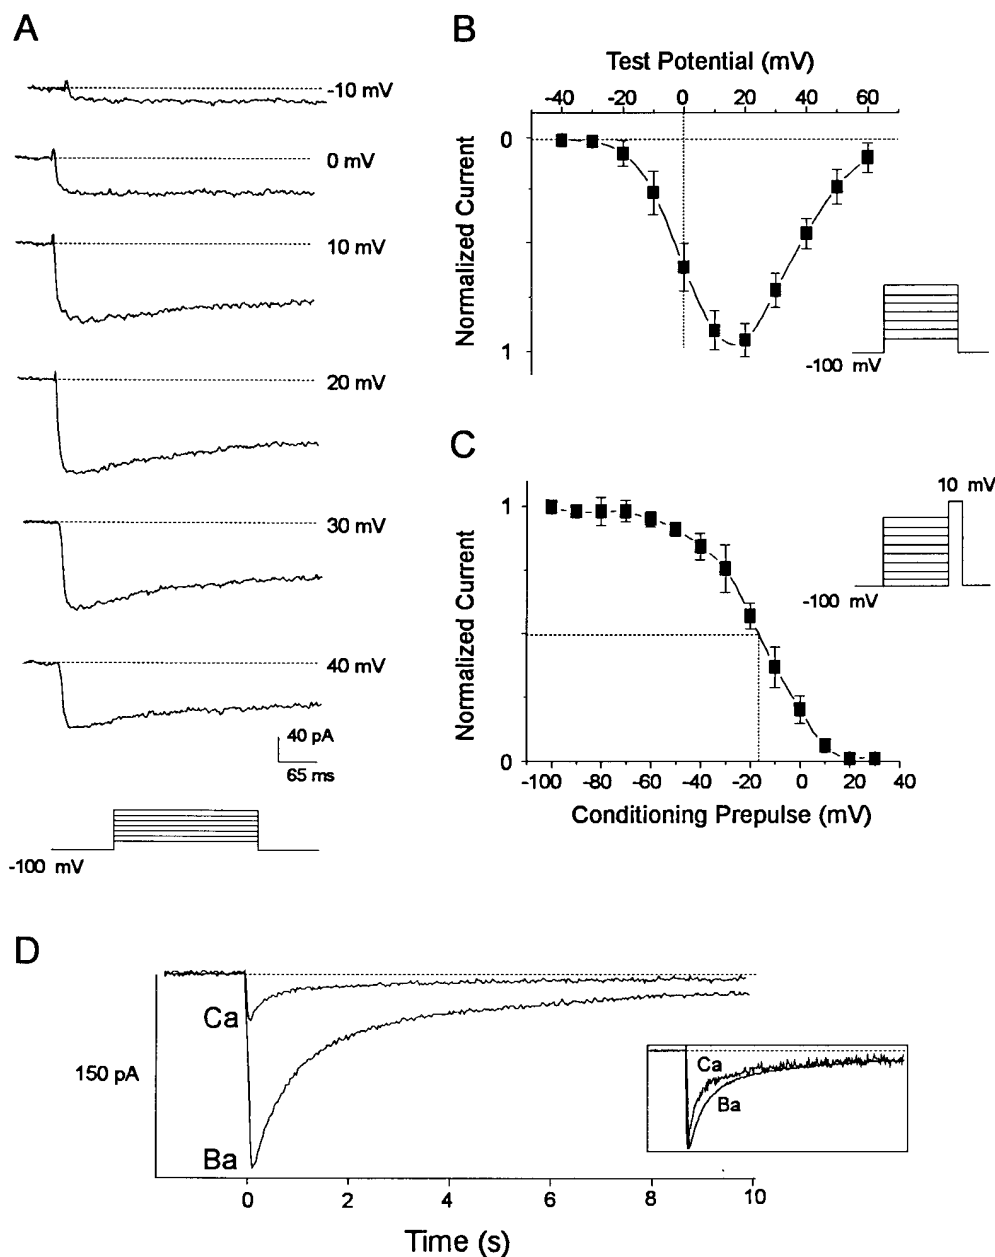 A
-10 mV
0 mV
10 mV
20 mV
30 mV
40 mV
40 pA
65 ms
-100 mV
B
Test Potential (mV)
-40 -20 0 20 40 60
0
Normalized Current
1
-100 mV
C
10 mV
1
Normalized Current
-100 mV
0
-100 -80 -60 -40 -20 0 20 40
Conditioning Prepulse (mV)
D
Ca
150 pA
Ba
Ca
Ba
0 2 4 6 8 10
Time (s)